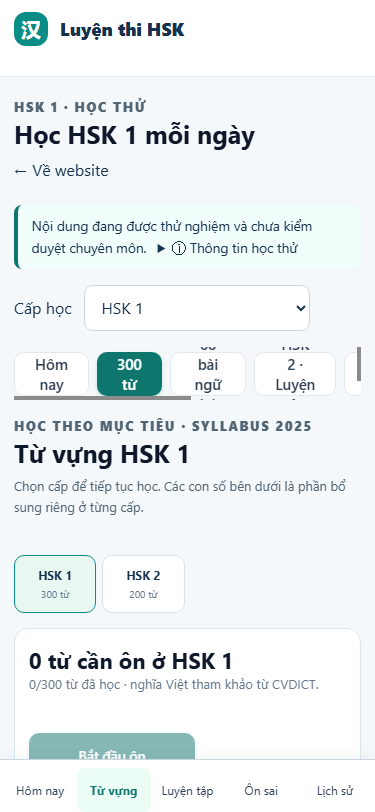 汉 Luyện thi HSK
HSK 1 · HỌC THỬ
Học HSK 1 mỗi ngày
← Về website
Nội dung đang được thử nghiệm và chưa kiểm
duyệt chuyên môn. ▶ ⓘ Thông tin học thử
Cấp học HSK 1
Hôm nay
300 từ
bài ngữ
2 · Luyện
HỌC THEO MỤC TIÊU · SYLLABUS 2025
Từ vựng HSK 1
Chọn cấp để tiếp tục học. Các con số bên dưới là phần bổ
sung riêng ở từng cấp.
HSK 1
300 từ
HSK 2
200 từ
0 từ cần ôn ở HSK 1
0/300 từ đã học · nghĩa Việt tham khảo từ CVDICT.
Bắt đầu ôn
Hôm nay Từ vựng Luyện tập Ôn sai Lịch sử